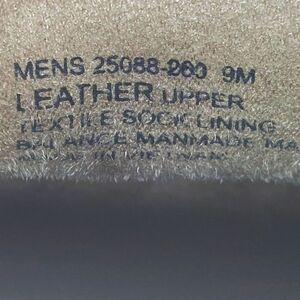 MENS 25088-260 9M
LEATHER UPPER
TEXTILE SOCK LINING
BALANCE MANMADE MA